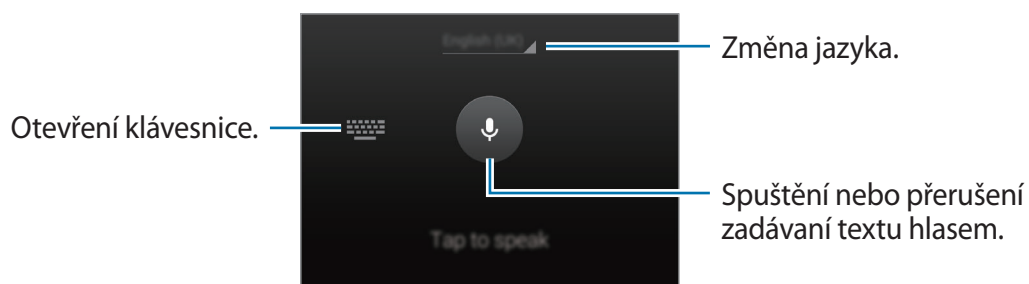 English (UK)
Změna jazyka.
Otevření klávesnice.
Spuštění nebo přerušení
zadávaní textu hlasem.
Tap to speak